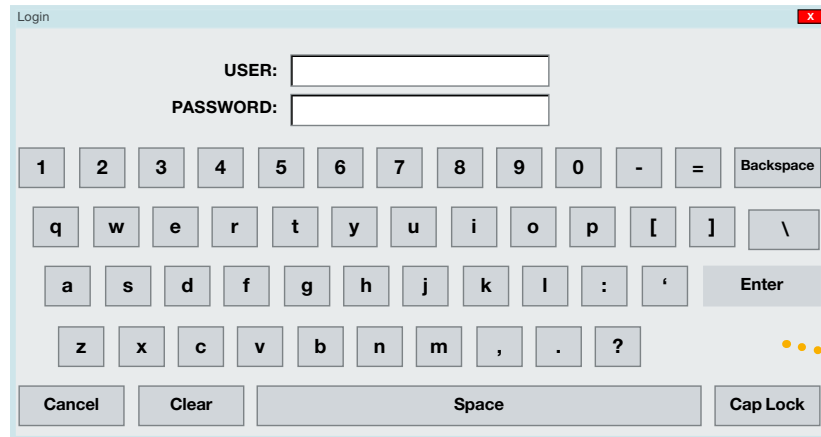 Login X
USER:
PASSWORD:
1 2 3 4 5 6 7 8 9 0 - = Backspace
q w e r t y u i o p [ ] \
a s d f g h j k l : ‘ Enter
z x c v b n m , . ?
Cancel Clear Space Cap Lock